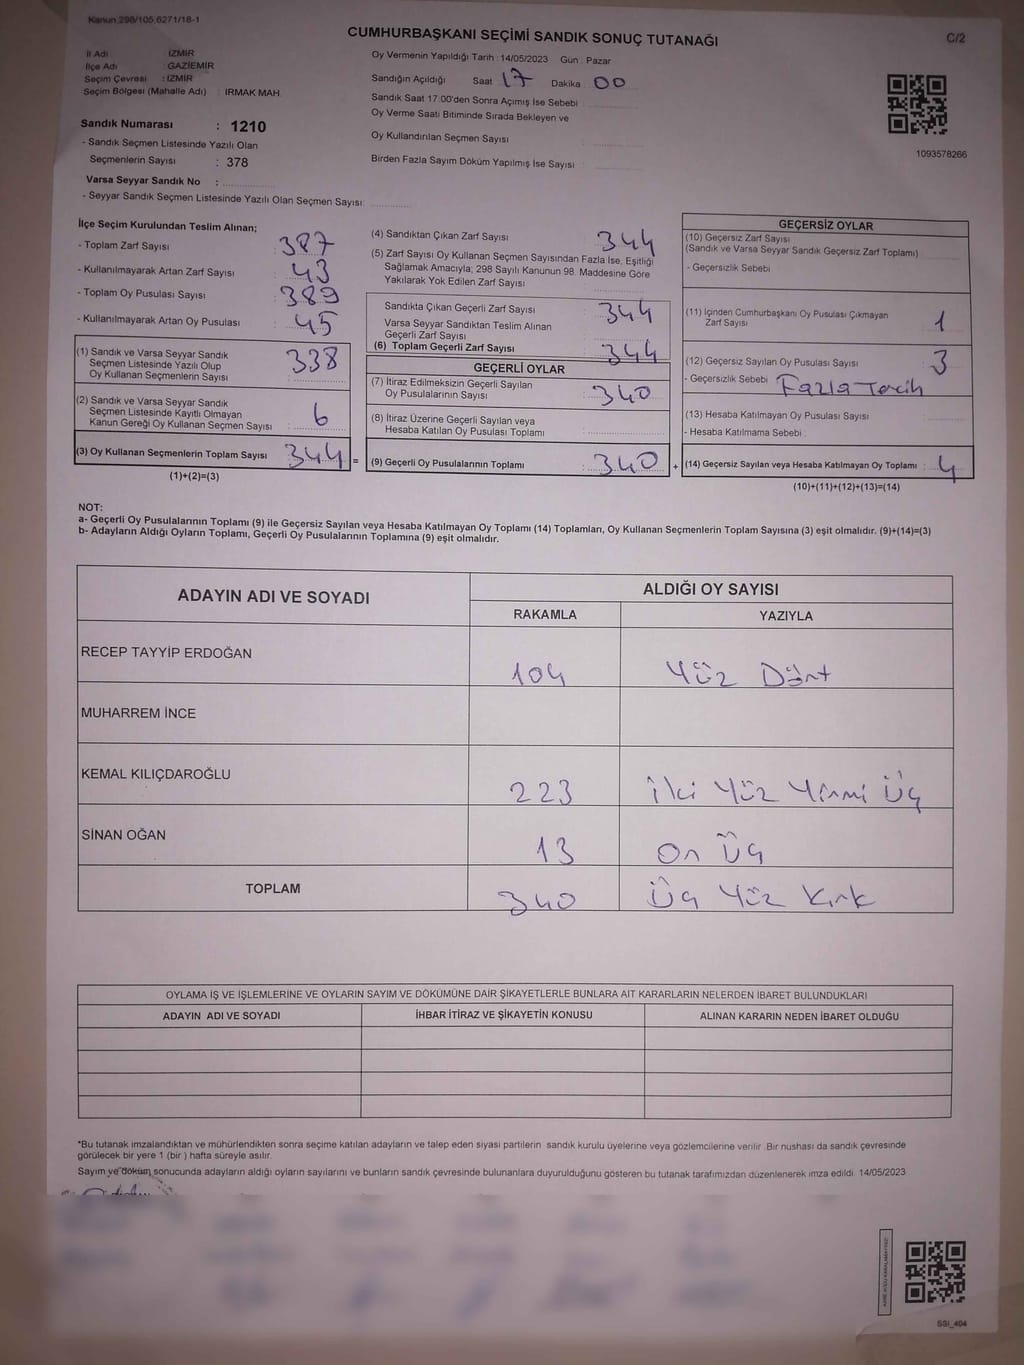 Kanun,298/105,6271/18-1
CUMHURBAŞKANI SEÇİMİ SANDIK SONUÇ TUTANAĞI
C/2
İl Adı : İZMİR
İlçe Adı : GAZİEMİR
Seçim Çevresi : İZMİR
Seçim Bölgesi (Mahalle Adı) : IRMAK MAH.
Sandık Numarası : 1210
- Sandık Seçmen Listesinde Yazılı Olan
Seçmenlerin Sayısı : 378
Varsa Seyyar Sandık No :
- Seyyar Sandık Seçmen Listesinde Yazılı Olan Seçmen Sayısı:
Oy Vermenin Yapıldığı Tarih : 14/05/2023 Gün : Pazar
Sandığın Açıldığı Saat 17 Dakika 00
Sandık Saat 17:00'den Sonra Açımış İse Sebebi
Oy Verme Saati Bitiminde Sırada Bekleyen ve
Oy Kullandırılan Seçmen Sayısı
Birden Fazla Sayım Döküm Yapılmış İse Sayısı :
1093578266
İlçe Seçim Kurulundan Teslim Alınan;
- Toplam Zarf Sayısı : 387
- Kullanılmayarak Artan Zarf Sayısı : 43
- Toplam Oy Pusulası Sayısı : 389
- Kullanılmayarak Artan Oy Pusulası : 45
(1) Sandık ve Varsa Seyyar Sandık
Seçmen Listesinde Yazılı Olup
Oy Kullanan Seçmenlerin Sayısı : 338
(2) Sandık ve Varsa Seyyar Sandık
Seçmen Listesinde Kayıtlı Olmayan
Kanun Gereği Oy Kullanan Seçmen Sayısı : 6
(3) Oy Kullanan Seçmenlerin Toplam Sayısı : 344 =
(1)+(2)=(3)
(4) Sandıktan Çıkan Zarf Sayısı : 344
(5) Zarf Sayısı Oy Kullanan Seçmen Sayısından Fazla İse, Eşitliği
Sağlamak Amacıyla; 298 Sayılı Kanunun 98. Maddesine Göre
Yakılarak Yok Edilen Zarf Sayısı :
Sandıkta Çıkan Geçerli Zarf Sayısı : 344
Varsa Seyyar Sandıktan Teslim Alınan
Geçerli Zarf Sayısı :
(6) Toplam Geçerli Zarf Sayısı : 344
GEÇERLİ OYLAR
(7) İtiraz Edilmeksizin Geçerli Sayılan
Oy Pusulalarının Sayısı : 340
(8) İtiraz Üzerine Geçerli Sayılan veya
Hesaba Katılan Oy Pusulası Toplamı :
(9) Geçerli Oy Pusulalarının Toplamı : 340 +
GEÇERSİZ OYLAR
(10) Geçersiz Zarf Sayısı
(Sandık ve Varsa Seyyar Sandık Geçersiz Zarf Toplamı)
- Geçersizlik Sebebi
(11) İçinden Cumhurbaşkanı Oy Pusulası Çıkmayan
Zarf Sayısı : 1
(12) Geçersiz Sayılan Oy Pusulası Sayısı : 3
- Geçersizlik Sebebi : Fazla Tercih
(13) Hesaba Katılmayan Oy Pusulası Sayısı :
- Hesaba Katılmama Sebebi :
(14) Geçersiz Sayılan veya Hesaba Katılmayan Oy Toplamı : 4
(10)+(11)+(12)+(13)=(14)
NOT:
a- Geçerli Oy Pusulalarının Toplamı (9) ile Geçersiz Sayılan veya Hesaba Katılmayan Oy Toplamı (14) Toplamları, Oy Kullanan Seçmenlerin Toplam Sayısına (3) eşit olmalıdır. (9)+(14)=(3)
b- Adayların Aldığı Oyların Toplamı, Geçerli Oy Pusulalarının Toplamına (9) eşit olmalıdır.
ADAYIN ADI VE SOYADI
ALDIĞI OY SAYISI
RAKAMLA YAZIYLA
RECEP TAYYİP ERDOĞAN 104 Yüz Dört
MUHARREM İNCE
KEMAL KILIÇDAROĞLU 223 İki Yüz Yirmi Üç
SİNAN OĞAN 13 On Üç
TOPLAM 340 Üç Yüz Kırk
OYLAMA İŞ VE İŞLEMLERİNE VE OYLARIN SAYIM VE DÖKÜMÜNE DAİR ŞİKAYETLERLE BUNLARA AİT KARARLARIN NELERDEN İBARET BULUNDUKLARI
ADAYIN ADI VE SOYADI İHBAR İTİRAZ VE ŞİKAYETİN KONUSU ALINAN KARARIN NEDEN İBARET OLDUĞU
*Bu tutanak imzalandıktan ve mühürlendikten sonra seçime katılan adayların ve talep eden siyasi partilerin sandık kurulu üyelerine veya gözlemcilerine verilir. Bir nushası da sandık çevresinde
görülecek bir yere 1 (bir ) hafta süreyle asılır.
Sayım ve döküm sonucunda adayların aldığı oyların sayılarını ve bunların sandık çevresinde bulunanlara duyurulduğunu gösteren bu tutanak tarafımızdan düzenlenerek imza edildi. 14/05/2023
SSİ_404